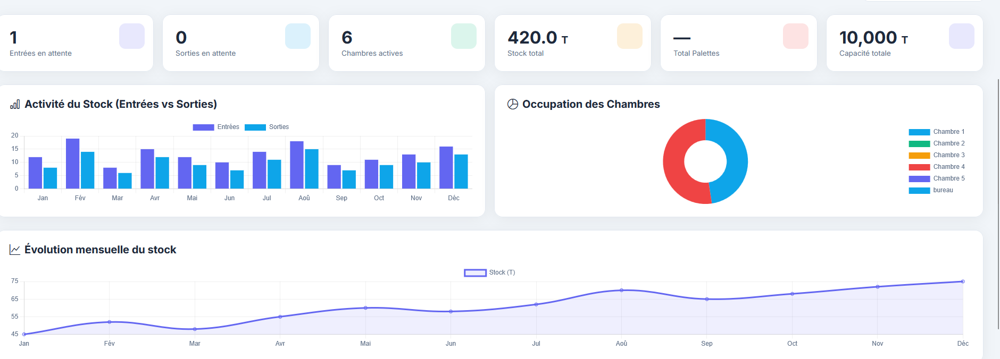 1
Entrées en attente
0
Sorties en attente
6
Chambres actives
420.0 T
Stock total
—
Total Palettes
10,000 T
Capacité totale
Activité du Stock (Entrées vs Sorties)
Entrées Sorties
20
15
10
5
0
Jan Fév Mar Avr Mai Jun Jul Aoû Sep Oct Nov Déc
Occupation des Chambres
Chambre 1
Chambre 2
Chambre 3
Chambre 4
Chambre 5
bureau
Évolution mensuelle du stock
Stock (T)
75
65
55
45
Jan Fév Mar Avr Mai Jun Jul Aoû Sep Oct Nov Déc